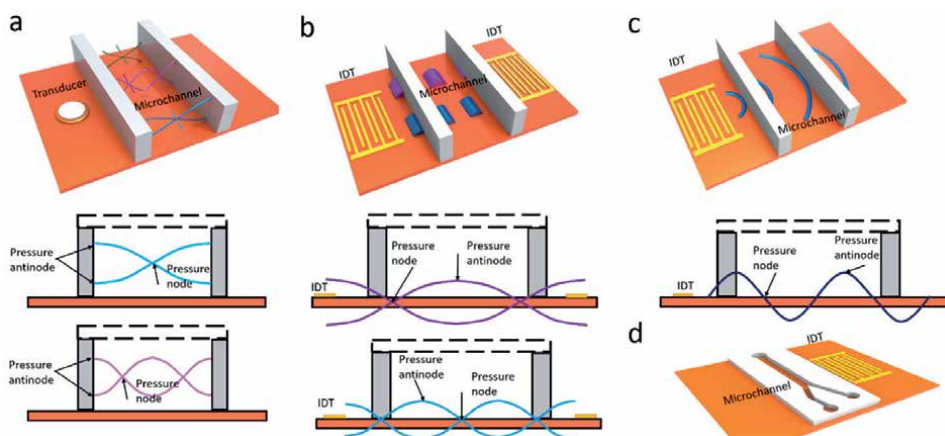 a
Transducer
Microchannel
Pressure
antinode
Pressure
node
Pressure
antinode
Pressure
node
b
IDT
IDT
Microchannel
Pressure
node
Pressure
antinode
IDT
Pressure
antinode
Pressure
node
IDT
c
IDT
Microchannel
Pressure
node
Pressure
antinode
IDT
d
IDT
Microchannel